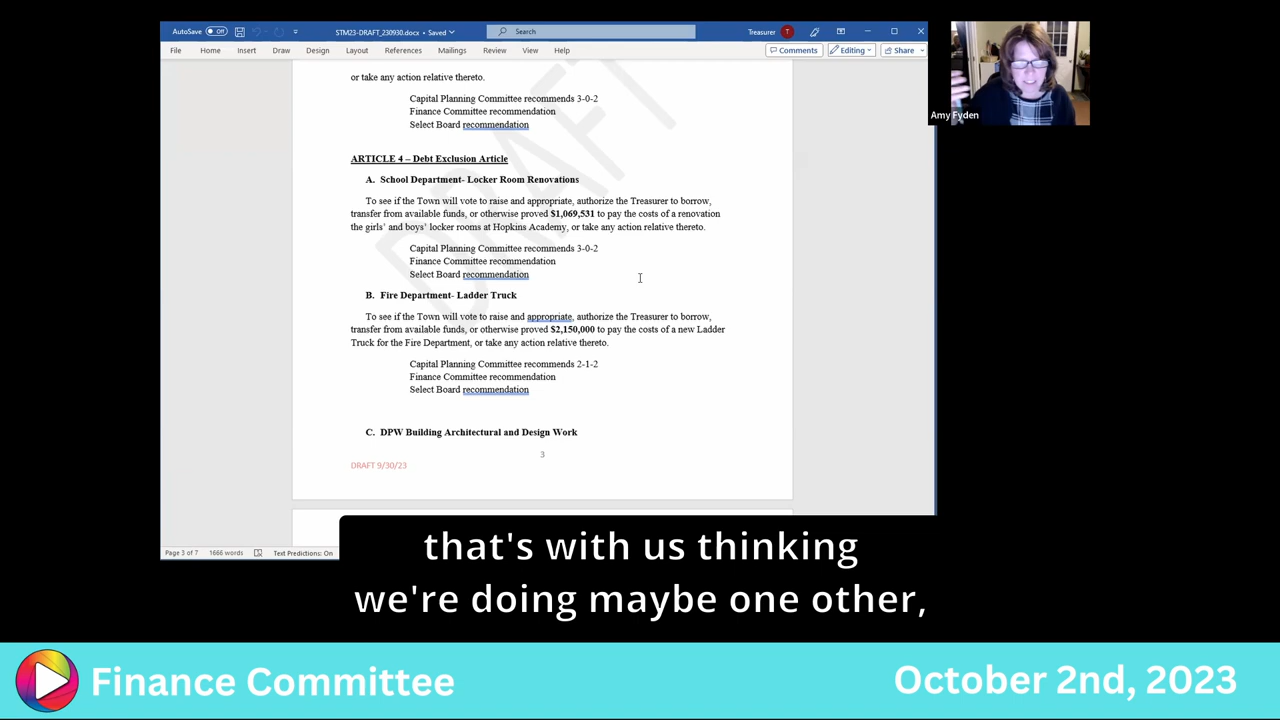 AutoSave Off STM23-DRAFT_230930.docx • Saved Search Treasurer T
File Home Insert Draw Design Layout References Mailings Review View Help Comments Editing Share
or take any action relative thereto.
Capital Planning Committee recommends 3-0-2
Finance Committee recommendation
Select Board recommendation
Amy Fyden
ARTICLE 4 – Debt Exclusion Article
A. School Department- Locker Room Renovations
To see if the Town will vote to raise and appropriate, authorize the Treasurer to borrow,
transfer from available funds, or otherwise proved $1,069,531 to pay the costs of a renovation
the girls' and boys' locker rooms at Hopkins Academy, or take any action relative thereto.
Capital Planning Committee recommends 3-0-2
Finance Committee recommendation
Select Board recommendation
B. Fire Department- Ladder Truck
To see if the Town will vote to raise and appropriate, authorize the Treasurer to borrow,
transfer from available funds, or otherwise proved $2,150,000 to pay the costs of a new Ladder
Truck for the Fire Department, or take any action relative thereto.
Capital Planning Committee recommends 2-1-2
Finance Committee recommendation
Select Board recommendation
C. DPW Building Architectural and Design Work
3
DRAFT 9/30/23
DRAFT
Page 3 of 7 1666 words Text Predictions: On
that's with us thinking
we're doing maybe one other,
Finance Committee October 2nd, 2023